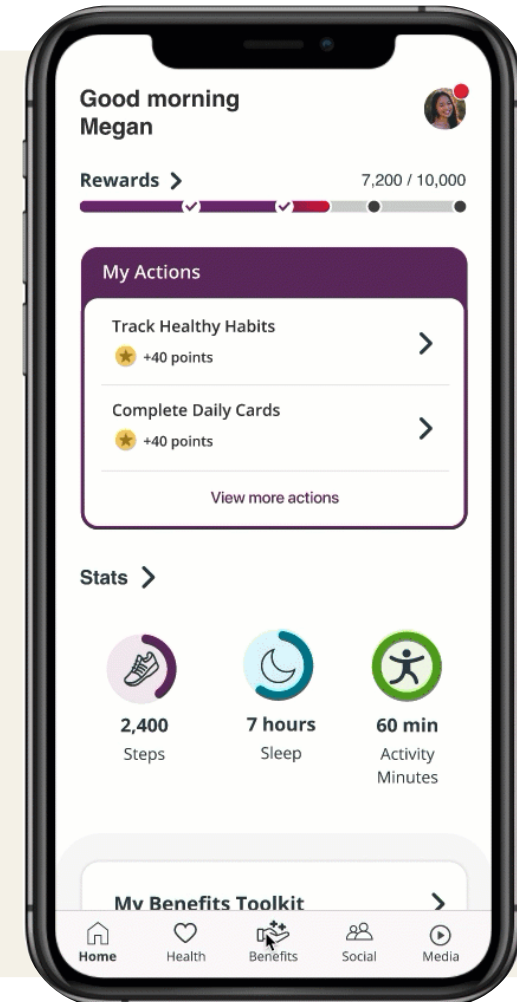 Good morning
Megan
Rewards
7,200 / 10,000
My Actions
Track Healthy Habits
+40 points
Complete Daily Cards
+40 points
View more actions
Stats
2,400
Steps
7 hours
Sleep
60 min
Activity
Minutes
My Benefits Toolkit
Home
Health
Benefits
Social
Media